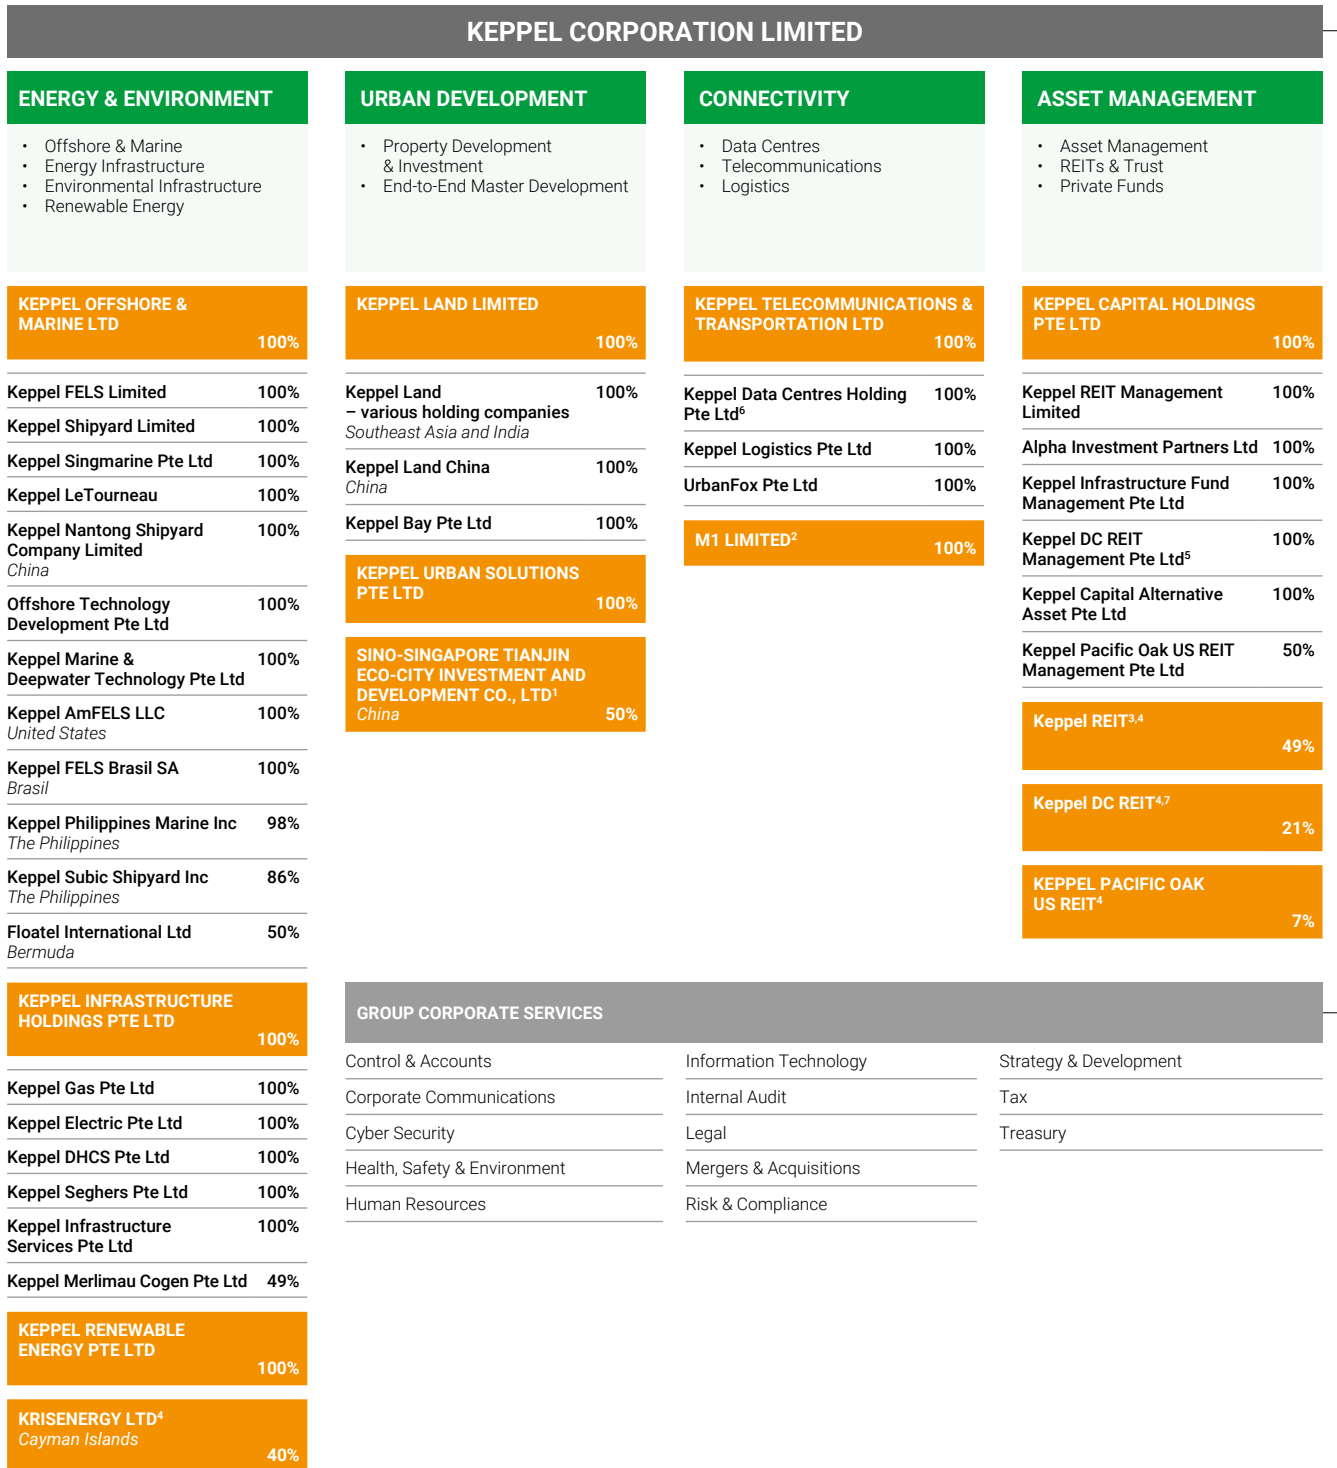 KEPPEL CORPORATION LIMITED
ENERGY & ENVIRONMENT
• Offshore & Marine
• Energy Infrastructure
• Environmental Infrastructure
• Renewable Energy
KEPPEL OFFSHORE &
MARINE LTD
100%
Keppel FELS Limited 100%
Keppel Shipyard Limited 100%
Keppel Singmarine Pte Ltd 100%
Keppel LeTourneau 100%
Keppel Nantong Shipyard 100%
Company Limited
China
Offshore Technology 100%
Development Pte Ltd
Keppel Marine & 100%
Deepwater Technology Pte Ltd
Keppel AmFELS LLC 100%
United States
Keppel FELS Brasil SA 100%
Brasil
Keppel Philippines Marine Inc 98%
The Philippines
Keppel Subic Shipyard Inc 86%
The Philippines
Floatel International Ltd 50%
Bermuda
KEPPEL INFRASTRUCTURE
HOLDINGS PTE LTD
100%
Keppel Gas Pte Ltd 100%
Keppel Electric Pte Ltd 100%
Keppel DHCS Pte Ltd 100%
Keppel Seghers Pte Ltd 100%
Keppel Infrastructure 100%
Services Pte Ltd
Keppel Merlimau Cogen Pte Ltd 49%
KEPPEL RENEWABLE
ENERGY PTE LTD
100%
KRISENERGY LTD⁴
Cayman Islands
40%
URBAN DEVELOPMENT
• Property Development
& Investment
• End-to-End Master Development
KEPPEL LAND LIMITED
100%
Keppel Land 100%
– various holding companies
Southeast Asia and India
Keppel Land China 100%
China
Keppel Bay Pte Ltd 100%
KEPPEL URBAN SOLUTIONS
PTE LTD
100%
SINO-SINGAPORE TIANJIN
ECO-CITY INVESTMENT AND
DEVELOPMENT CO., LTD¹
China 50%
CONNECTIVITY
• Data Centres
• Telecommunications
• Logistics
KEPPEL TELECOMMUNICATIONS &
TRANSPORTATION LTD
100%
Keppel Data Centres Holding 100%
Pte Ltd⁶
Keppel Logistics Pte Ltd 100%
UrbanFox Pte Ltd 100%
M1 LIMITED²
100%
ASSET MANAGEMENT
• Asset Management
• REITs & Trust
• Private Funds
KEPPEL CAPITAL HOLDINGS
PTE LTD
100%
Keppel REIT Management 100%
Limited
Alpha Investment Partners Ltd 100%
Keppel Infrastructure Fund 100%
Management Pte Ltd
Keppel DC REIT 100%
Management Pte Ltd⁵
Keppel Capital Alternative 100%
Asset Pte Ltd
Keppel Pacific Oak US REIT 50%
Management Pte Ltd
Keppel REIT³,⁴
49%
Keppel DC REIT⁴,⁷
21%
KEPPEL PACIFIC OAK
US REIT⁴
7%
GROUP CORPORATE SERVICES
Control & Accounts
Corporate Communications
Cyber Security
Health, Safety & Environment
Human Resources
Information Technology
Internal Audit
Legal
Mergers & Acquisitions
Risk & Compliance
Strategy & Development
Tax
Treasury